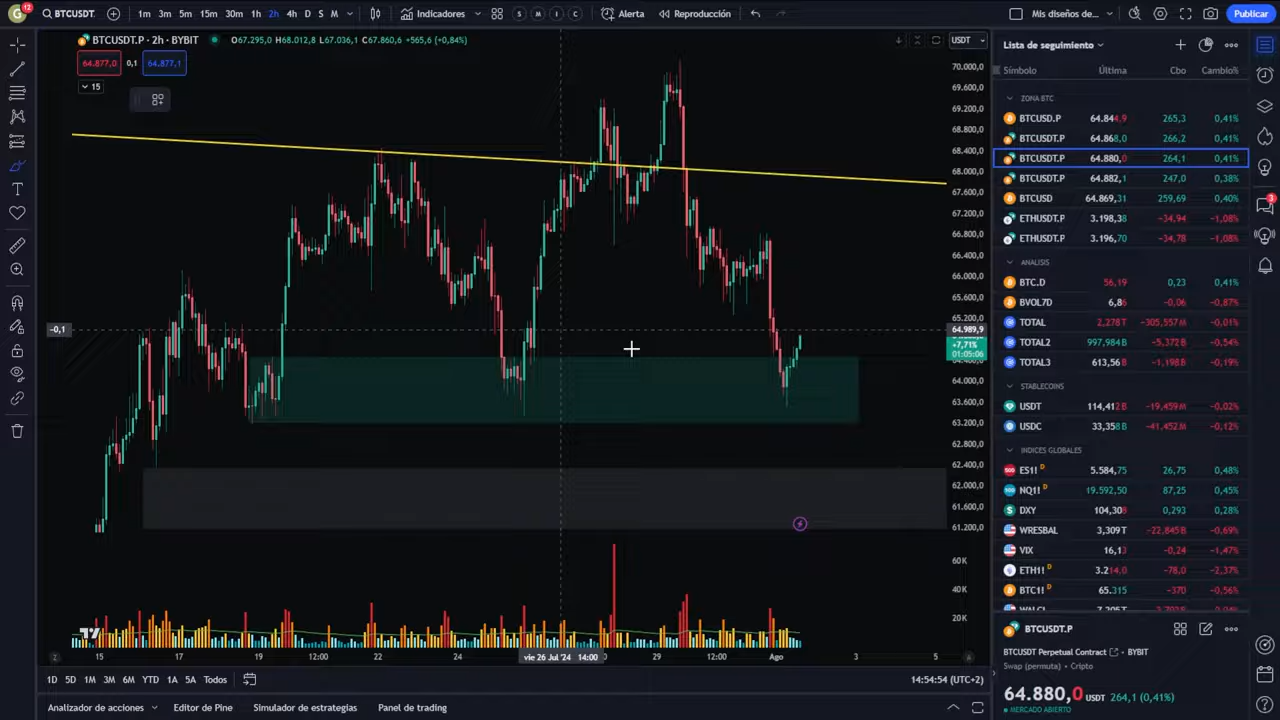 G 12 BTCUSDT. 1m 3m 5m 15m 30m 1h 2h 4h D S M Indicadores S M I C Alerta Reproducción Mis diseños de... Publicar
BTCUSDT.P · 2h · BYBIT O67.295,0 H68.012,8 L67.036,1 C67.860,6 +565,6 (+0,84%) USDT
64.877,0 0,1 64.877,1
15
70.000,0
69.600,0
69.200,0
68.800,0
68.400,0
68.000,0
67.600,0
67.200,0
66.800,0
66.400,0
66.000,0
65.600,0
65.200,0
-0,1 64.989,9
+7,71%
01:05:06
64.000,0
63.600,0
63.200,0
62.800,0
62.400,0
62.000,0
61.600,0
61.200,0
60K
40K
20K
15 17 19 12:00 22 24 vie 26 Jul '24 14:00 29 12:00 Ago 3 5
1D 5D 1M 3M 6M YTD 1A 5A Todos 14:54:54 (UTC+2)
Analizador de acciones Editor de Pine Simulador de estrategias Panel de trading
Lista de seguimiento
Símbolo Última Cbo Cambio%
ZONA BTC
BTCUSD.P 64.844,9 265,3 0,41%
BTCUSDT.P 64.868,0 266,2 0,41%
BTCUSDT.P 64.880,0 264,1 0,41%
BTCUSDT.P 64.882,1 247,0 0,38%
BTCUSD 64.869,31 259,69 0,40%
ETHUSDT.P 3.198,38 −34,94 −1,08%
ETHUSDT.P 3.196,70 −34,78 −1,08%
ANALISIS
BTC.D 56,19 0,23 0,41%
BVOL7D 6,86 −0,06 −0,87%
TOTAL 2,278T −305,557M −0,01%
TOTAL2 997,984B −5,372B −0,54%
TOTAL3 613,56B −1,198B −0,19%
STABLECOINS
USDT 114,412B −19,459M −0,02%
USDC 33,358B −41,452M −0,12%
INDICES GLOBALES
ES1! D 5.584,75 26,75 0,48%
NQ1! D 19.592,50 87,25 0,45%
DXY 104,308 0,293 0,28%
WRESBAL 3,309T −22,845B −0,69%
VIX 16,13 −0,24 −1,47%
ETH1! D 3.214,0 −78,0 −2,37%
BTC1! D 65.315 −370 −0,56%
BTCUSDT.P
BTCUSDT Perpetual Contract · BYBIT
Swap (permuta) · Cripto
64.880,0 USDT 264,1 (0,41%)
MERCADO ABIERTO
3